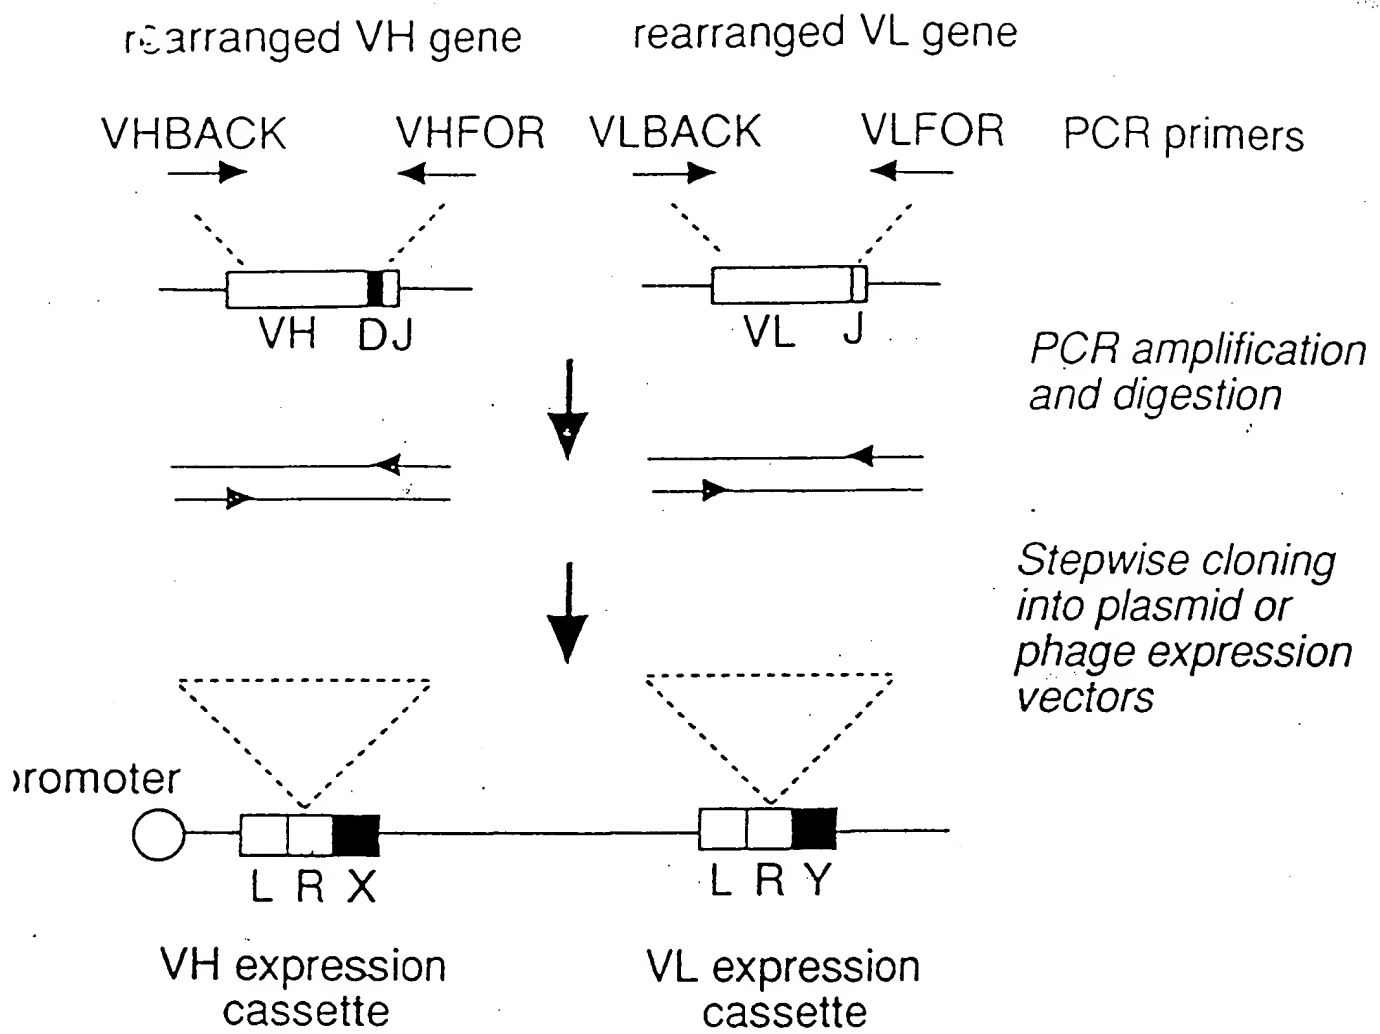 rearranged VH gene
rearranged VL gene
VHBACK
VHFOR
VLBACK
VLFOR
PCR primers
VH
DJ
VL
J
PCR amplification
and digestion
Stepwise cloning
into plasmid or
phage expression
vectors
promoter
L R X
L R Y
VH expression
cassette
VL expression
cassette